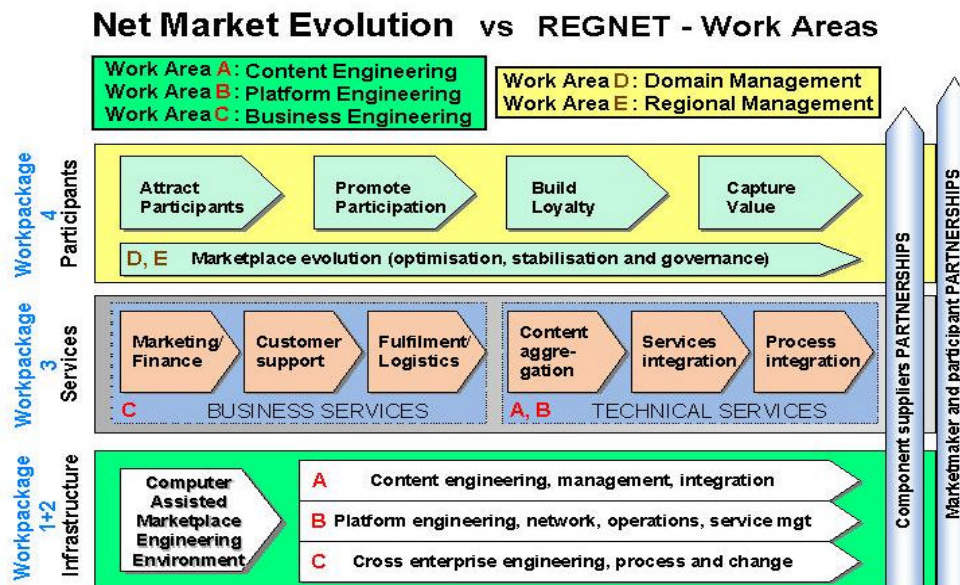 Net Market Evolution vs REGNET - Work Areas
Work Area A: Content Engineering
Work Area B: Platform Engineering
Work Area C: Business Engineering
Work Area D: Domain Management
Work Area E: Regional Management
Workpackage
4
Participants
Attract
Participants
Promote
Participation
Build
Loyalty
Capture
Value
D, E Marketplace evolution (optimisation, stabilisation and governance)
Workpackage
3
Services
Marketing/
Finance
Customer
support
Fulfilment/
Logistics
C BUSINESS SERVICES
Content
aggre-
gation
Services
integration
Process
integration
A, B TECHNICAL SERVICES
Workpackage
1+2
Infrastructure
Computer
Assisted
Marketplace
Engineering
Environment
A Content engineering, management, integration
B Platform engineering, network, operations, service mgt
C Cross enterprise engineering, process and change
Component suppliers PARTNERSHIPS
Marketmaker and participant PARTNERSHIPS